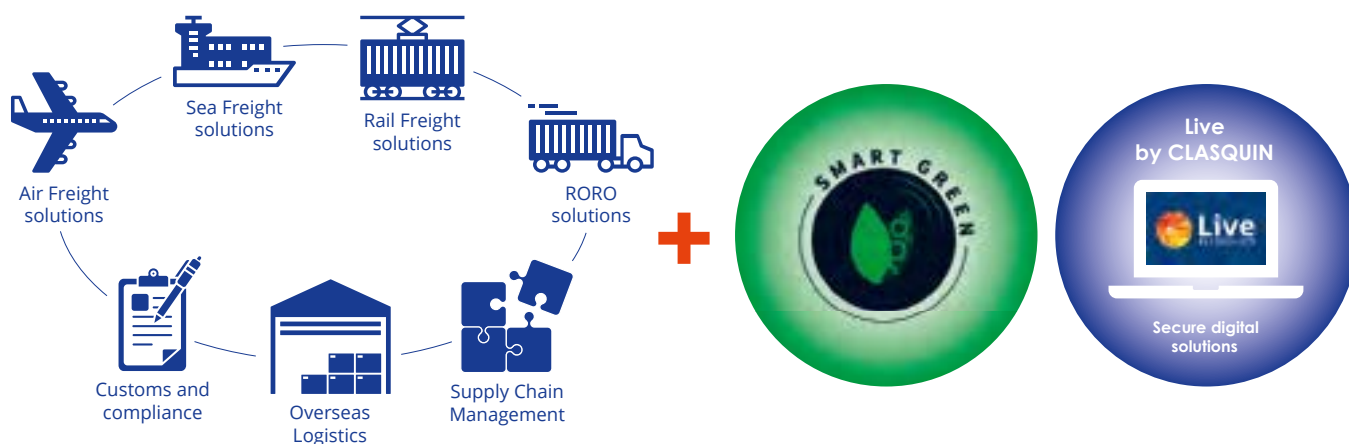 Sea Freight
solutions
Rail Freight
solutions
Air Freight
solutions
RORO
solutions
Customs and
compliance
Overseas
Logistics
Supply Chain
Management
SMART GREEN
Live
by CLASQUIN
Live
Secure digital
solutions